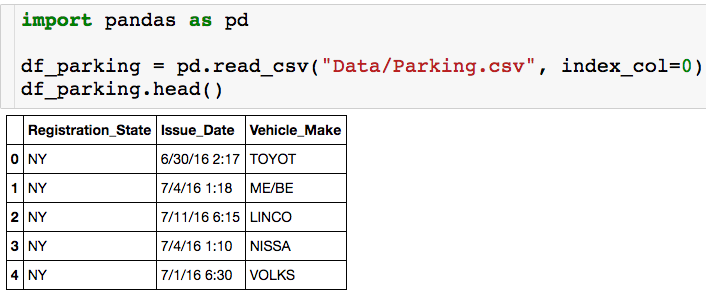 import pandas as pd
df_parking = pd.read_csv("Data/Parking.csv", index_col=0)
df_parking.head()
Registration_State Issue_Date Vehicle_Make
0 NY 6/30/16 2:17 TOYOT
1 NY 7/4/16 1:18 ME/BE
2 NY 7/11/16 6:15 LINCO
3 NY 7/4/16 1:10 NISSA
4 NY 7/1/16 6:30 VOLKS